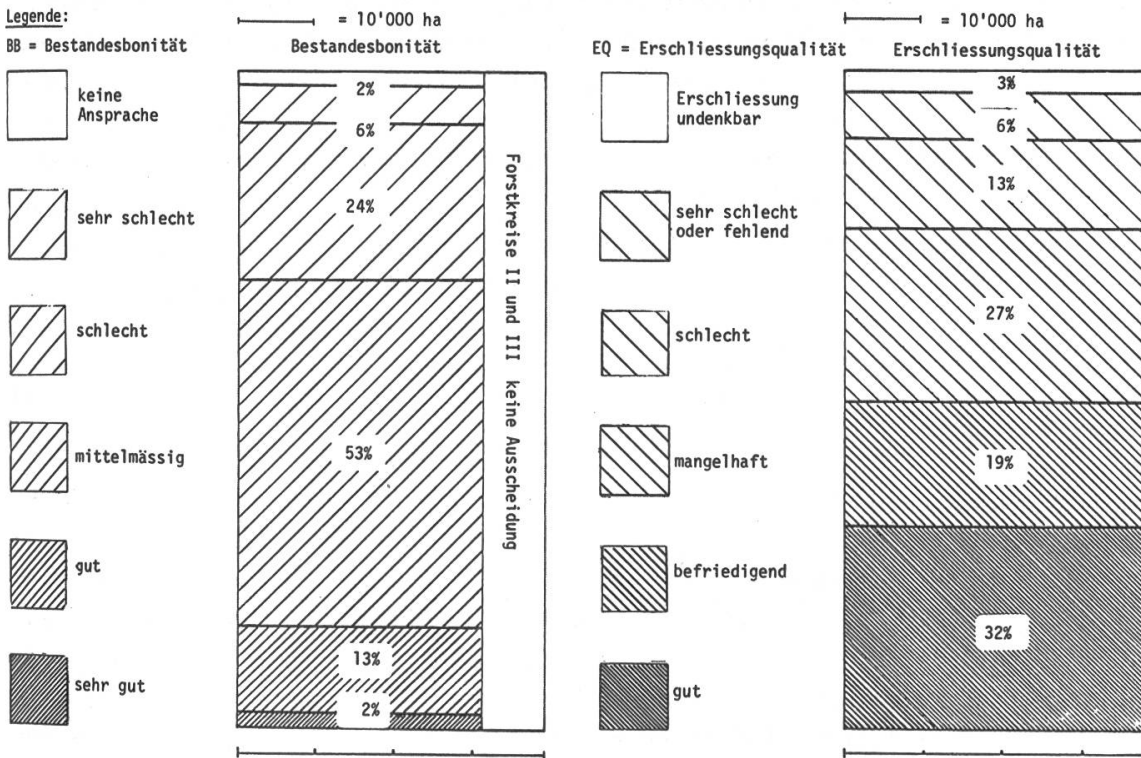 Legende:
BB = Bestandesbonität
keine
Ansprache
sehr schlecht
schlecht
mittelmässig
gut
sehr gut
= 10'000 ha
Bestandesbonität
2%
6%
24%
53%
13%
2%
Forstkreise II und III keine Ausscheidung
EQ = Erschliessungsqualität
Erschliessung
undenkbar
sehr schlecht
oder fehlend
schlecht
mangelhaft
befriedigend
gut
= 10'000 ha
Erschliessungsqualität
3%
6%
13%
27%
19%
32%